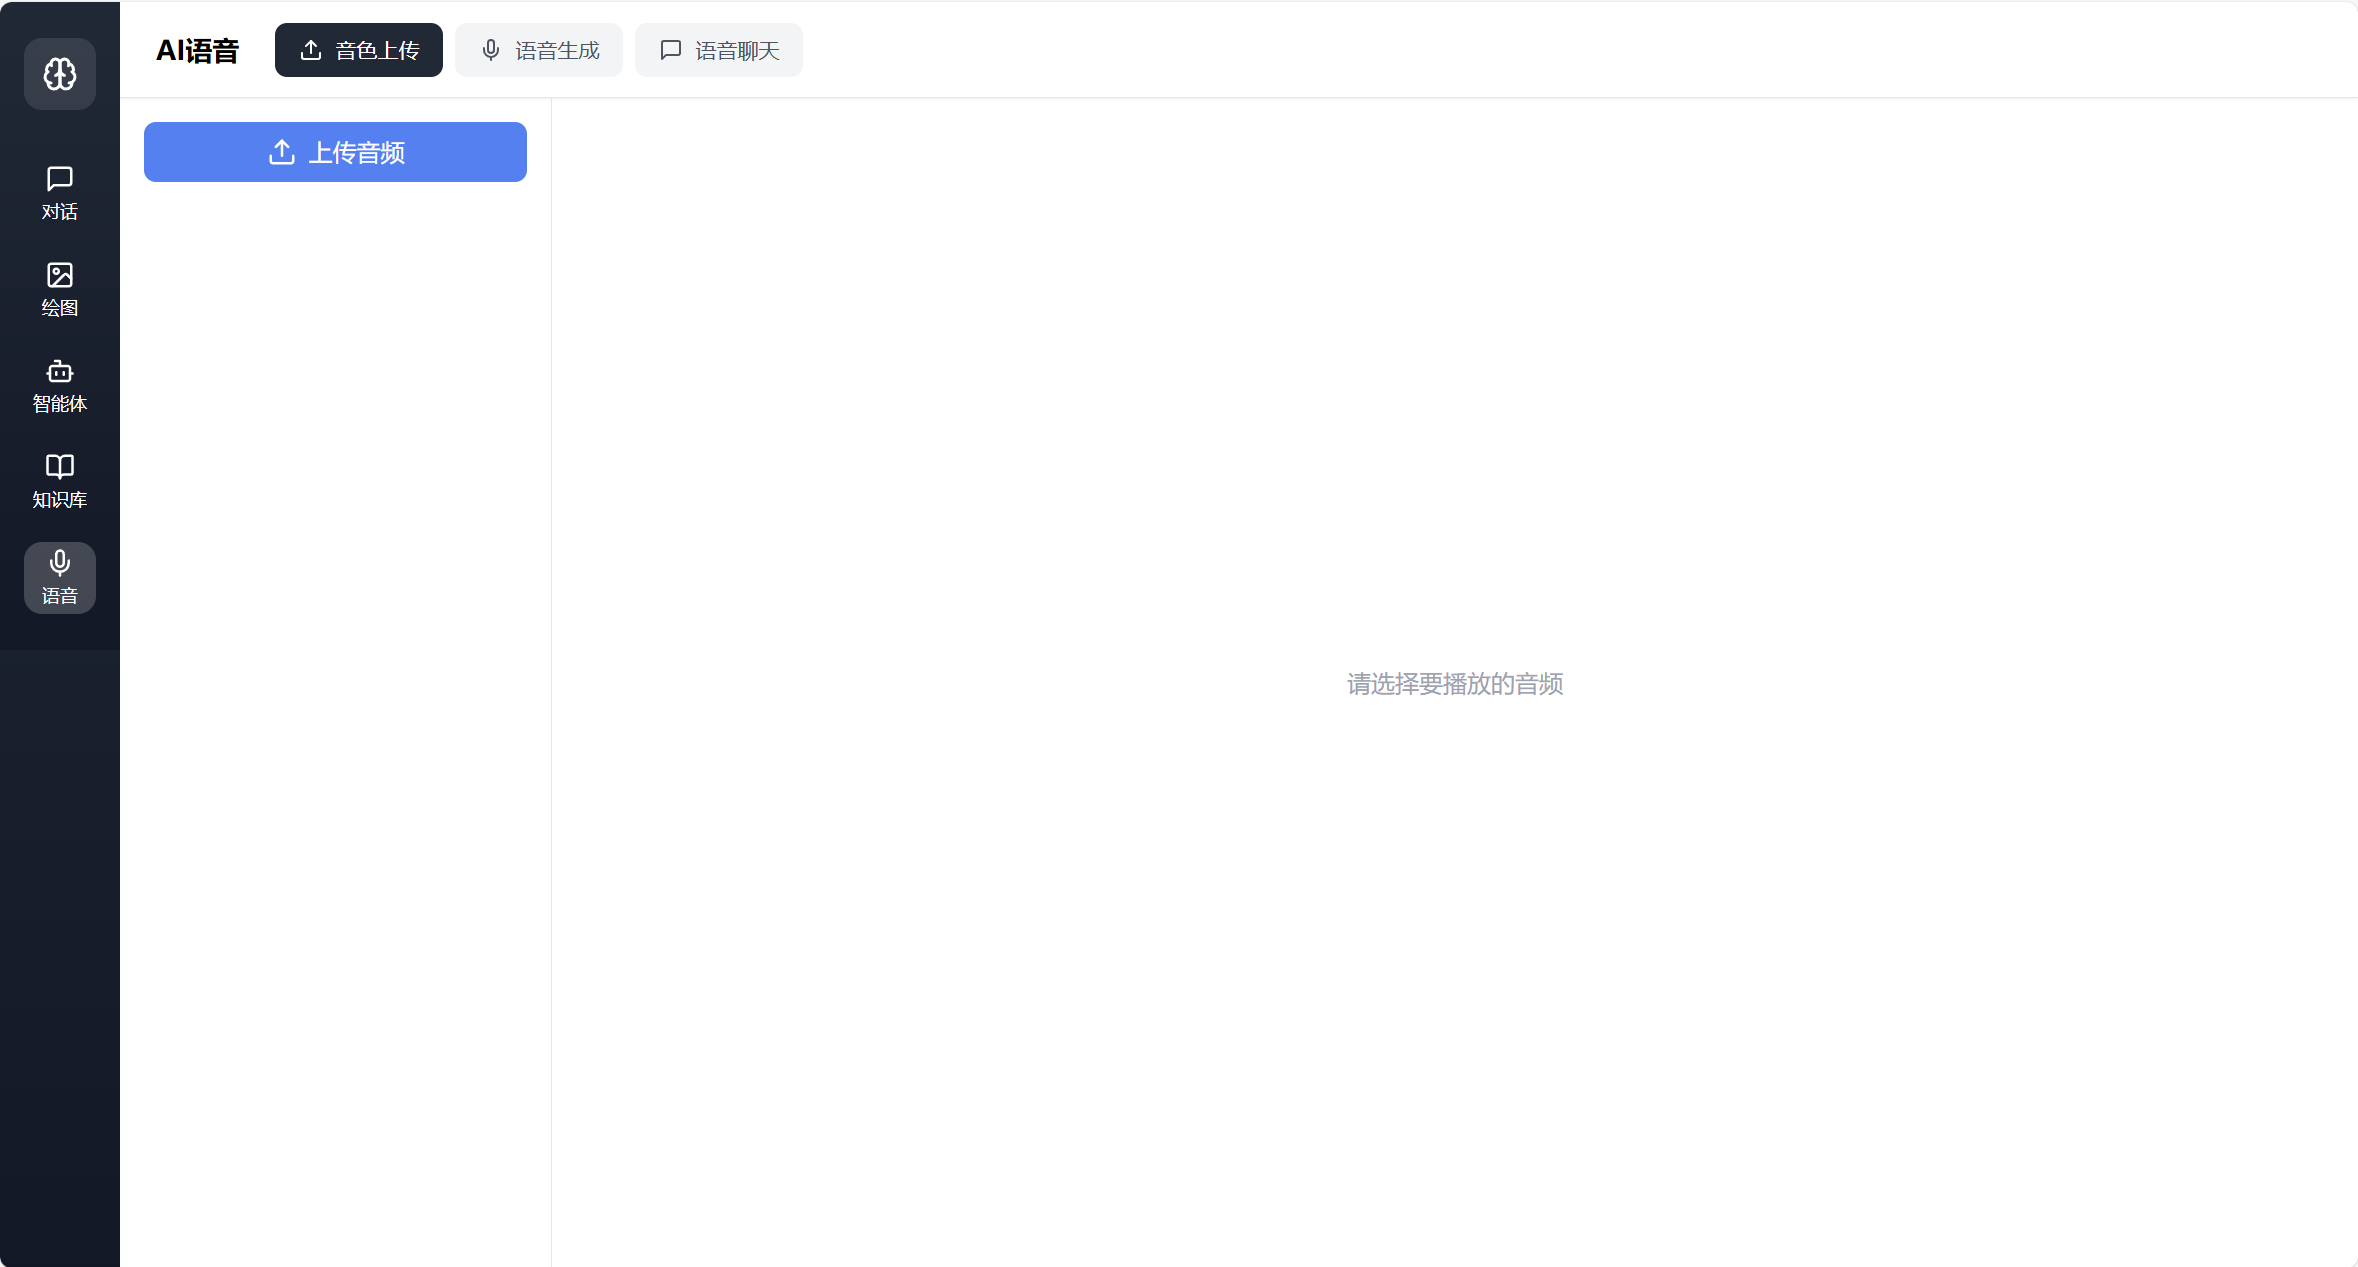 AI语音
音色上传
语音生成
语音聊天
对话
绘图
智能体
知识库
语音
上传音频
请选择要播放的音频